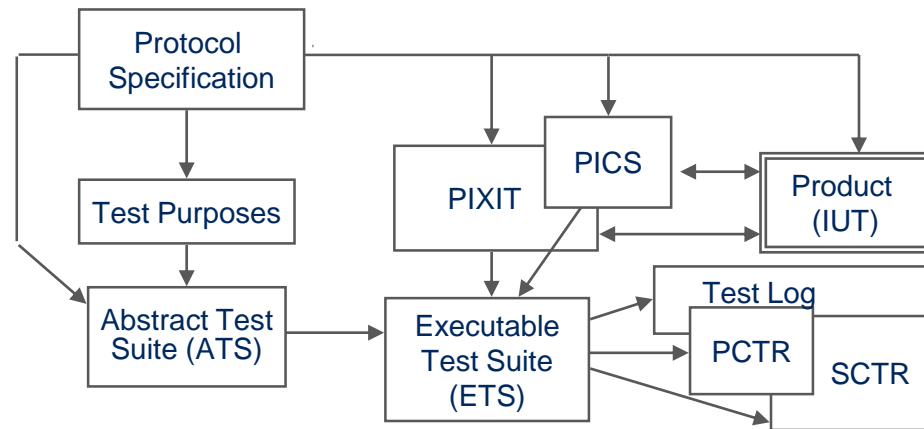 Protocol
Specification
PICS
PIXIT
Product
(IUT)
Test Purposes
Test Log
Abstract Test
Suite (ATS)
Executable
Test Suite
(ETS)
PCTR
SCTR